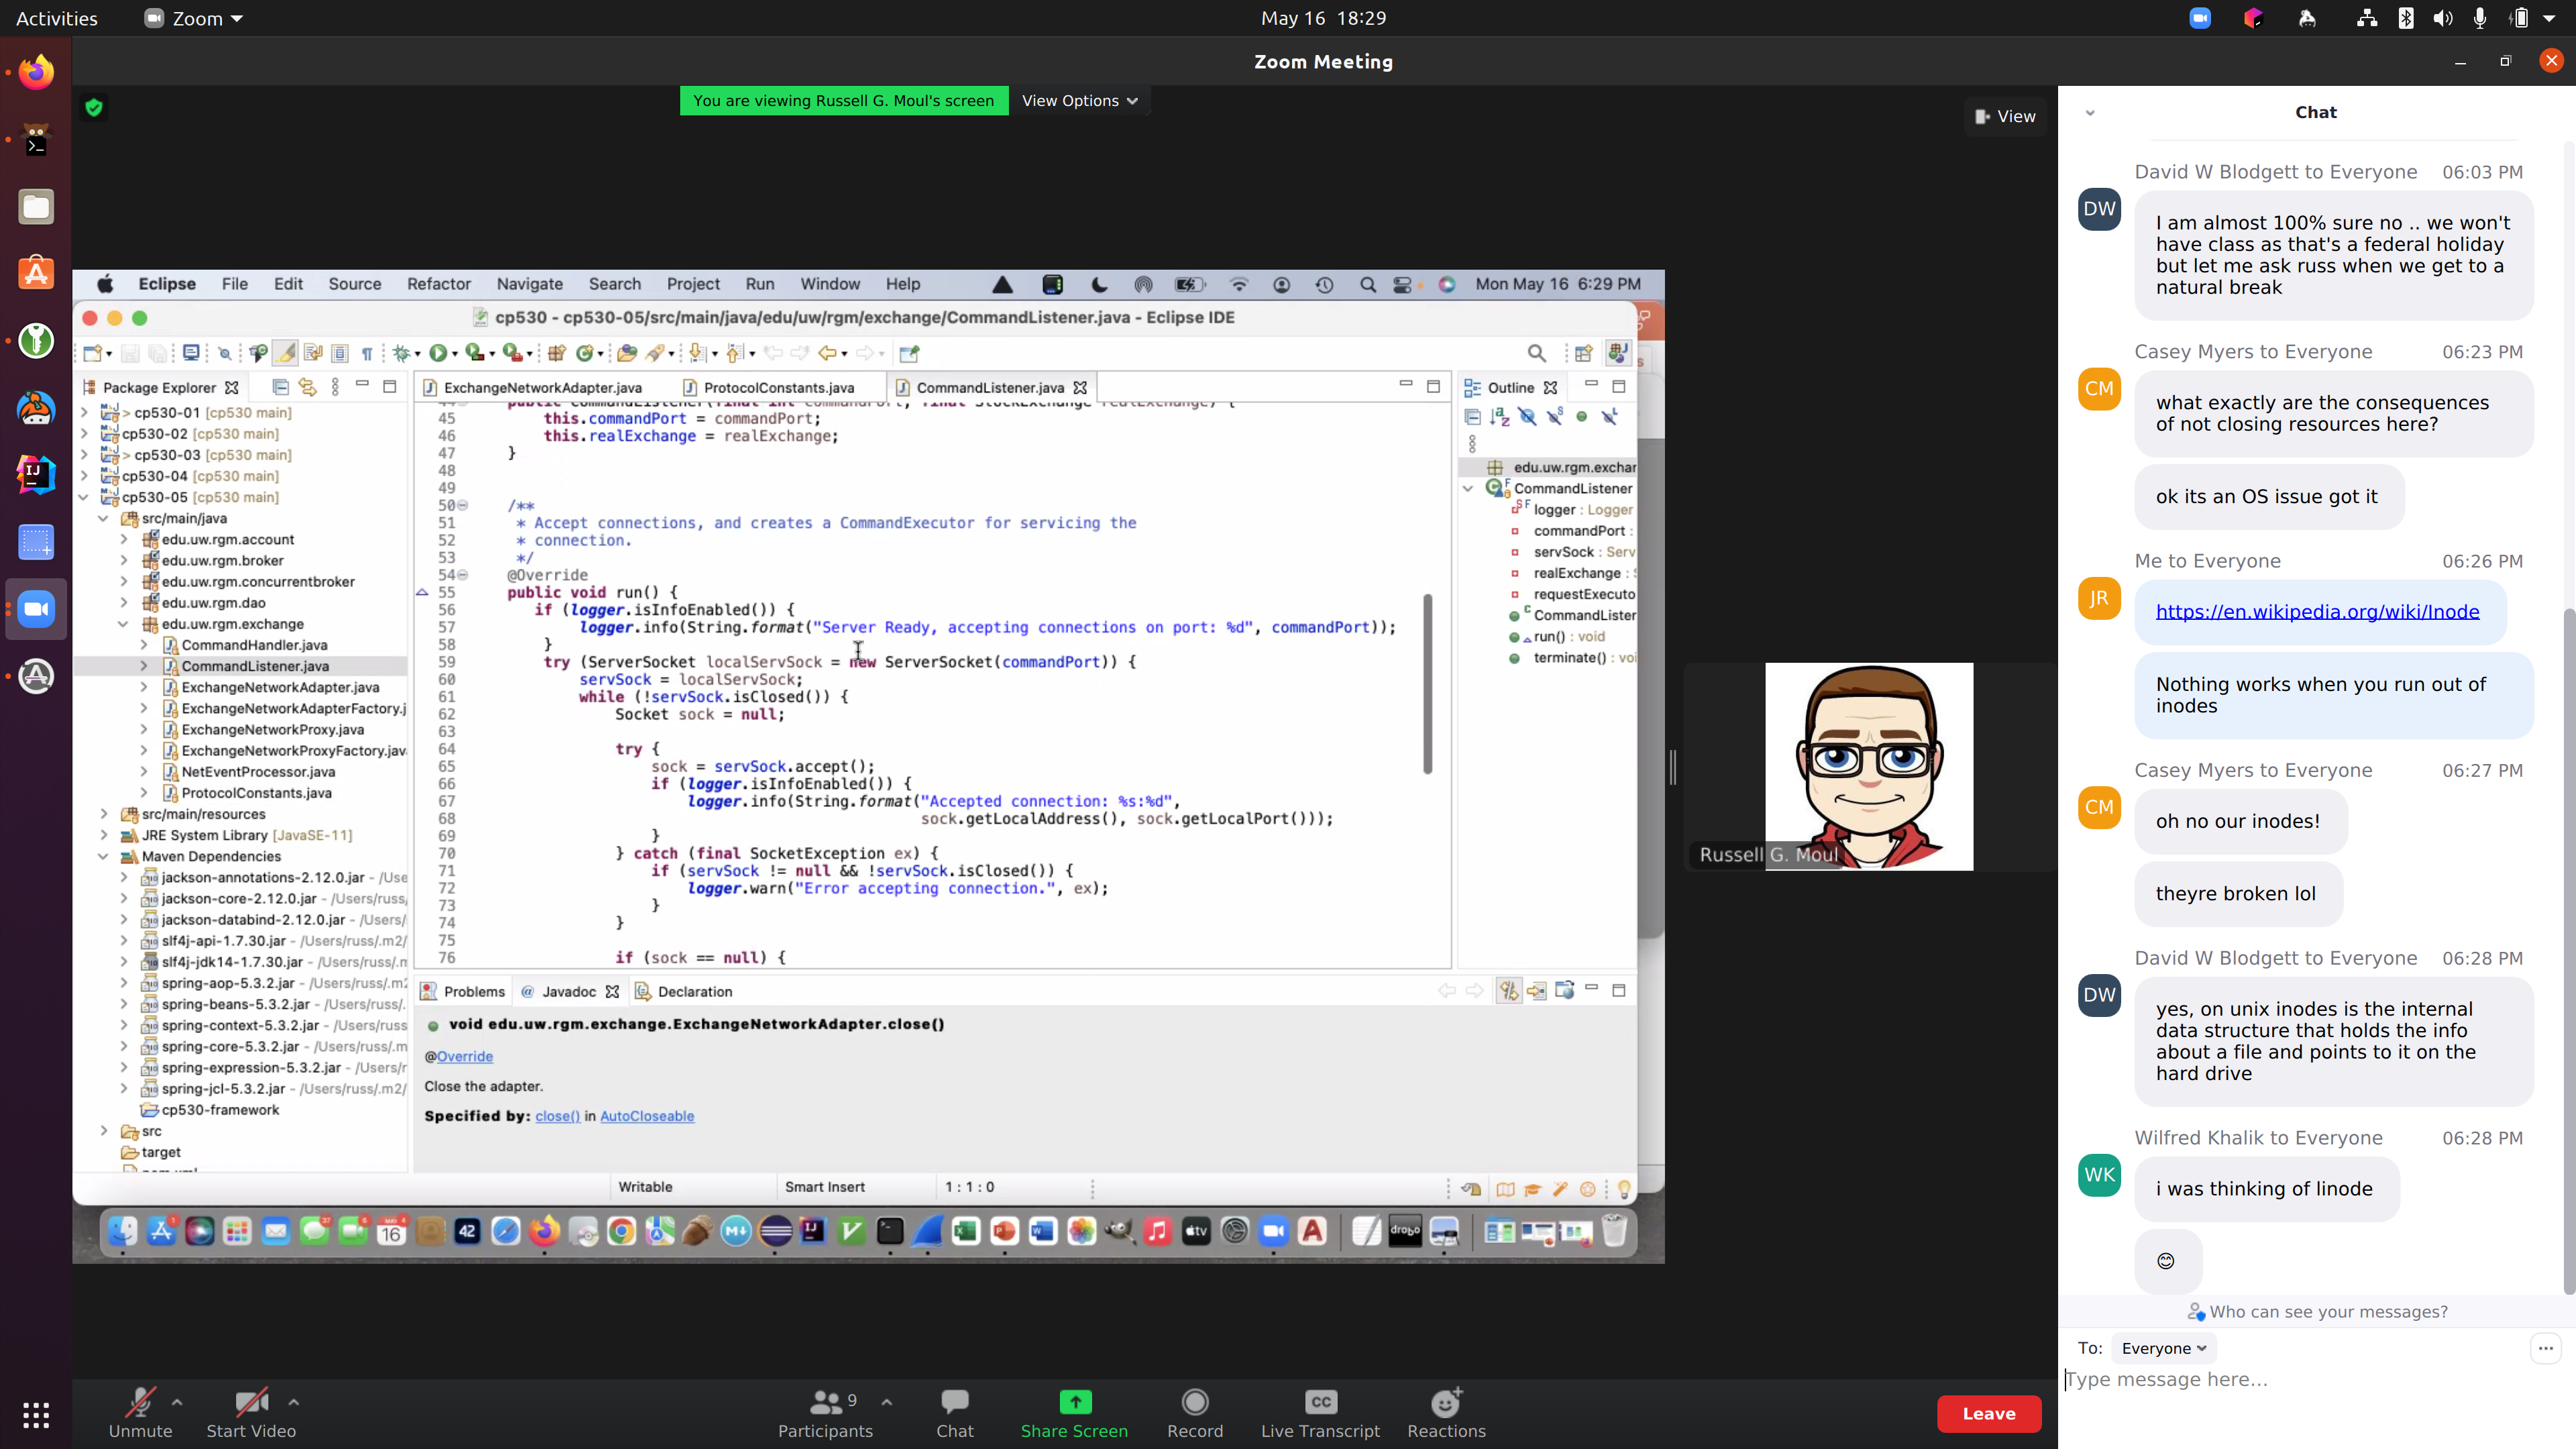 Activities
Zoom
May 16 18:29
Zoom Meeting
You are viewing Russell G. Moul's screen
View Options
View
Eclipse File Edit Source Refactor Navigate Search Project Run Window Help
Mon May 16 6:29 PM
cp530 - cp530-05/src/main/java/edu/uw/rgm/exchange/CommandListener.java - Eclipse IDE
Package Explorer
> cp530-01 [cp530 main]
cp530-02 [cp530 main]
> cp530-03 [cp530 main]
cp530-04 [cp530 main]
cp530-05 [cp530 main]
src/main/java
edu.uw.rgm.account
edu.uw.rgm.broker
edu.uw.rgm.concurrentbroker
edu.uw.rgm.dao
edu.uw.rgm.exchange
CommandHandler.java
CommandListener.java
ExchangeNetworkAdapter.java
ExchangeNetworkAdapterFactory.j
ExchangeNetworkProxy.java
ExchangeNetworkProxyFactory.jav
NetEventProcessor.java
ProtocolConstants.java
src/main/resources
JRE System Library [JavaSE-11]
Maven Dependencies
jackson-annotations-2.12.0.jar - /Use
jackson-core-2.12.0.jar - /Users/russ/
jackson-databind-2.12.0.jar - /Users/
slf4j-api-1.7.30.jar - /Users/russ/.m2/
slf4j-jdk14-1.7.30.jar - /Users/russ/.m
spring-aop-5.3.2.jar - /Users/russ/.m2
spring-beans-5.3.2.jar - /Users/russ/.
spring-context-5.3.2.jar - /Users/russ
spring-core-5.3.2.jar - /Users/russ/.m
spring-expression-5.3.2.jar - /Users/r
spring-jcl-5.3.2.jar - /Users/russ/.m2/
cp530-framework
src
target
ExchangeNetworkAdapter.java
ProtocolConstants.java
CommandListener.java
45 this.commandPort = commandPort;
46 this.realExchange = realExchange;
47 }
48
49
50 /**
51 * Accept connections, and creates a CommandExecutor for servicing the
52 * connection.
53 */
54 @Override
55 public void run() {
56 if (logger.isInfoEnabled()) {
57 logger.info(String.format("Server Ready, accepting connections on port: %d", commandPort));
58 }
59 try (ServerSocket localServSock = new ServerSocket(commandPort)) {
60 servSock = localServSock;
61 while (!servSock.isClosed()) {
62 Socket sock = null;
63
64 try {
65 sock = servSock.accept();
66 if (logger.isInfoEnabled()) {
67 logger.info(String.format("Accepted connection: %s:%d",
68 sock.getLocalAddress(), sock.getLocalPort()));
69 }
70 } catch (final SocketException ex) {
71 if (servSock != null && !servSock.isClosed()) {
72 logger.warn("Error accepting connection.", ex);
73 }
74 }
75
76 if (sock == null) {
Outline
edu.uw.rgm.exchar
CommandListener
logger : Logger
commandPort :
servSock : Serv
realExchange : S
requestExecuto
CommandLister
run() : void
terminate() : voi
Problems
@ Javadoc
Declaration
void edu.uw.rgm.exchange.ExchangeNetworkAdapter.close()
@Override
Close the adapter.
Specified by: close() in AutoCloseable
Writable
Smart Insert
1 : 1 : 0
16
42
tv
drobo
Russell G. Moul
Unmute
Start Video
9
Participants
Chat
Share Screen
Record
CC
Live Transcript
Reactions
Leave
Chat
David W Blodgett to Everyone 06:03 PM
DW
I am almost 100% sure no .. we won't
have class as that's a federal holiday
but let me ask russ when we get to a
natural break
Casey Myers to Everyone 06:23 PM
CM
what exactly are the consequences
of not closing resources here?
ok its an OS issue got it
Me to Everyone 06:26 PM
JR
https://en.wikipedia.org/wiki/Inode
Nothing works when you run out of
inodes
Casey Myers to Everyone 06:27 PM
CM
oh no our inodes!
theyre broken lol
David W Blodgett to Everyone 06:28 PM
DW
yes, on unix inodes is the internal
data structure that holds the info
about a file and points to it on the
hard drive
Wilfred Khalik to Everyone 06:28 PM
WK
i was thinking of linode
😊
Who can see your messages?
To: Everyone
Type message here...